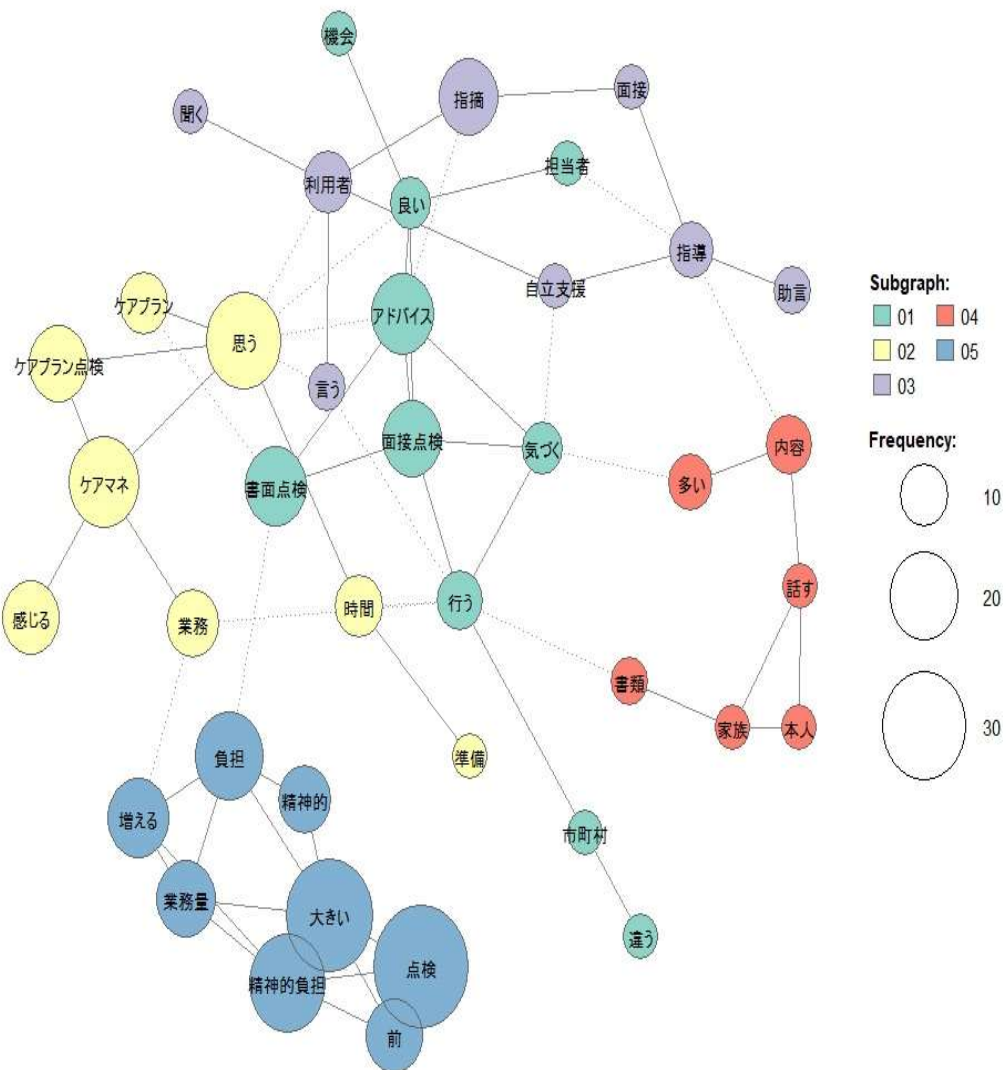 機会
指摘
面接
聞く
担当者
利用者
良い
指導
自立支援
助言
ケアプラン
アドバイス
思う
ケアプラン点検
言う
面接点検
気づく
内容
ケアマネ
書面点検
多い
話す
感じる
業務
時間
行う
書類
家族
本人
負担
準備
精神的
増える
市町村
業務量
大きい
違う
点検
精神的負担
前
Subgraph:
01 04
02 05
03
Frequency:
10
20
30